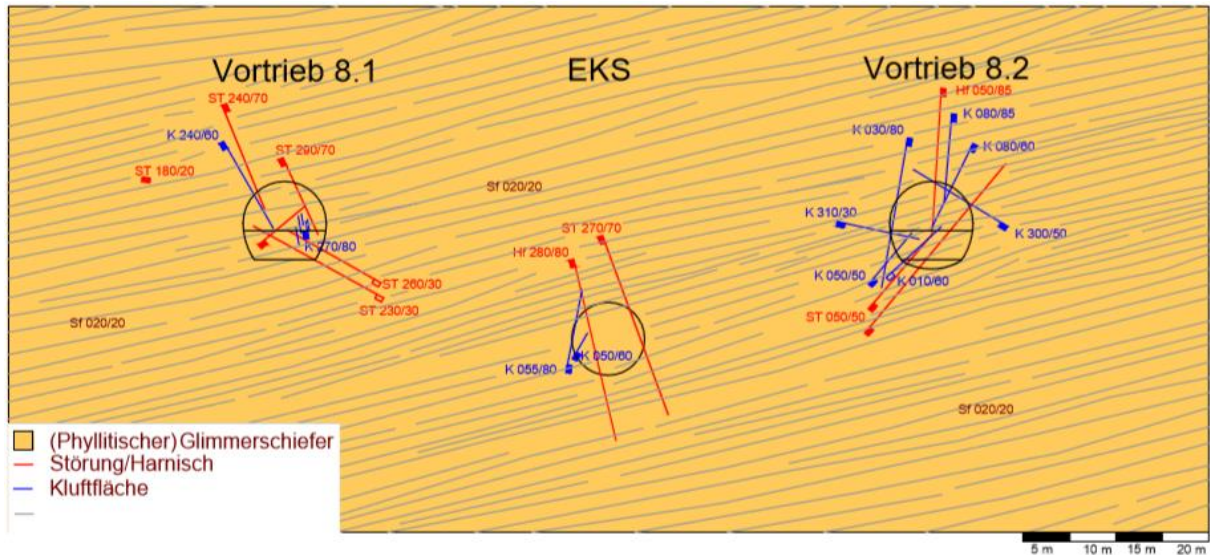 Vortrieb 8.1
EKS
Vortrieb 8.2
ST 240/70
Hf 050/85
K 080/85
K 240/60
K 030/80
K 080/60
ST 290/70
ST 180/20
Sf 020/20
K 310/30
K 300/50
ST 270/70
K 270/80
Hf 280/80
K 050/50
K 010/60
ST 260/30
ST 230/30
ST 050/50
Sf 020/20
K 050/60
K 055/80
Sf 020/20
(Phyllitischer) Glimmerschiefer
Störung/Harnisch
Kluftfläche
5 m 10 m 15 m 20 m